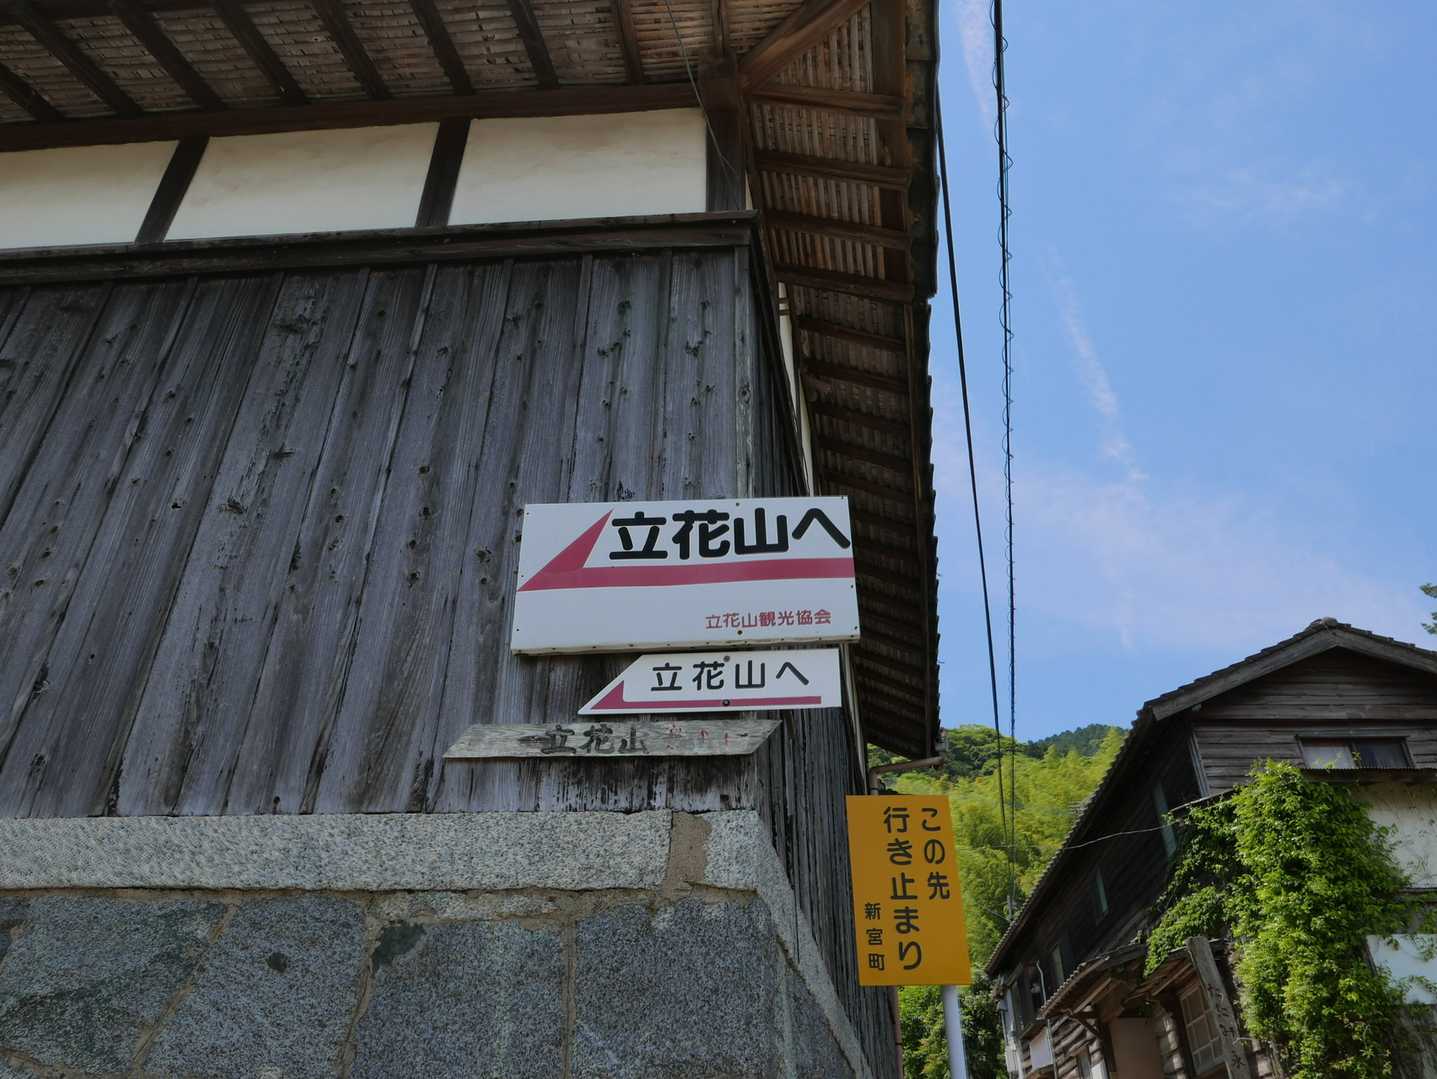 立花山へ
立花山観光協会
立花山へ
立花山
この先
行き止まり
新宮町